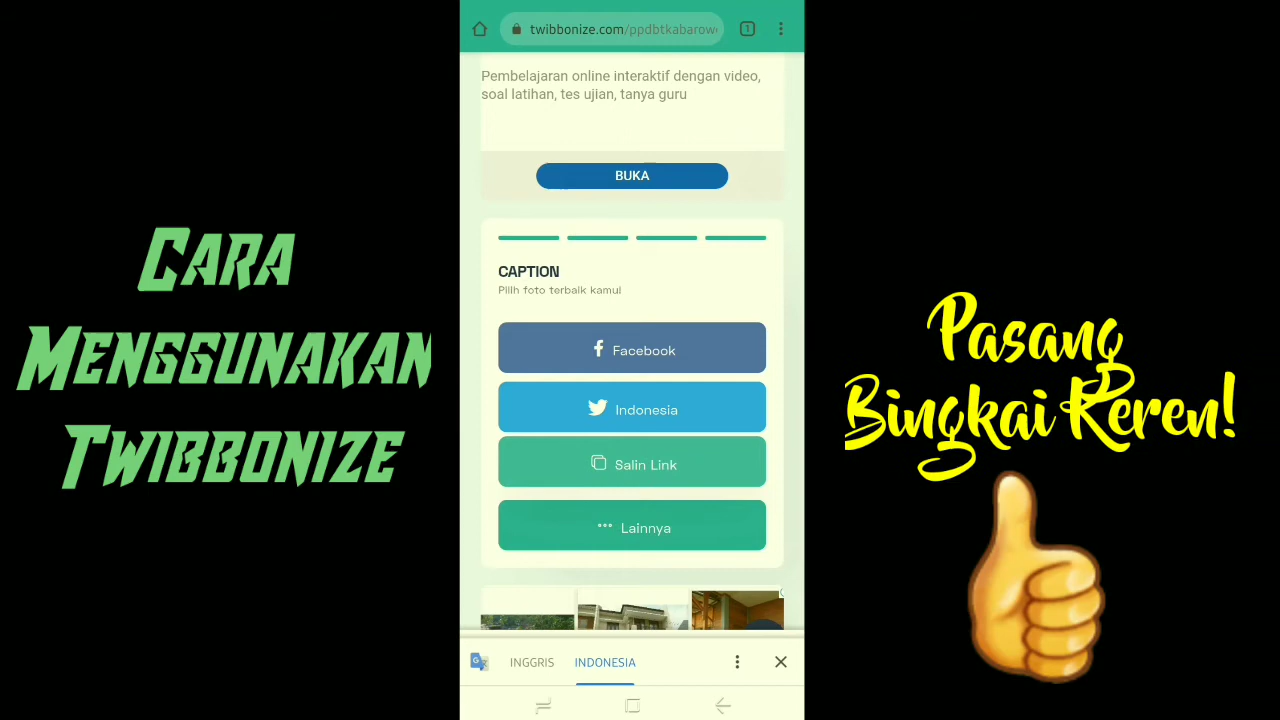 CARA
MENGGUNAKAN
TWIBBONIZE
twibbonize.com/ppdbtkabarow
1
Pembelajaran online interaktif dengan video,
soal latihan, tes ujian, tanya guru
BUKA
CAPTION
Pilih foto terbaik kamu!
Facebook
Indonesia
Salin Link
Lainnya
INGGRIS INDONESIA
Pasang
Bingkai Keren!